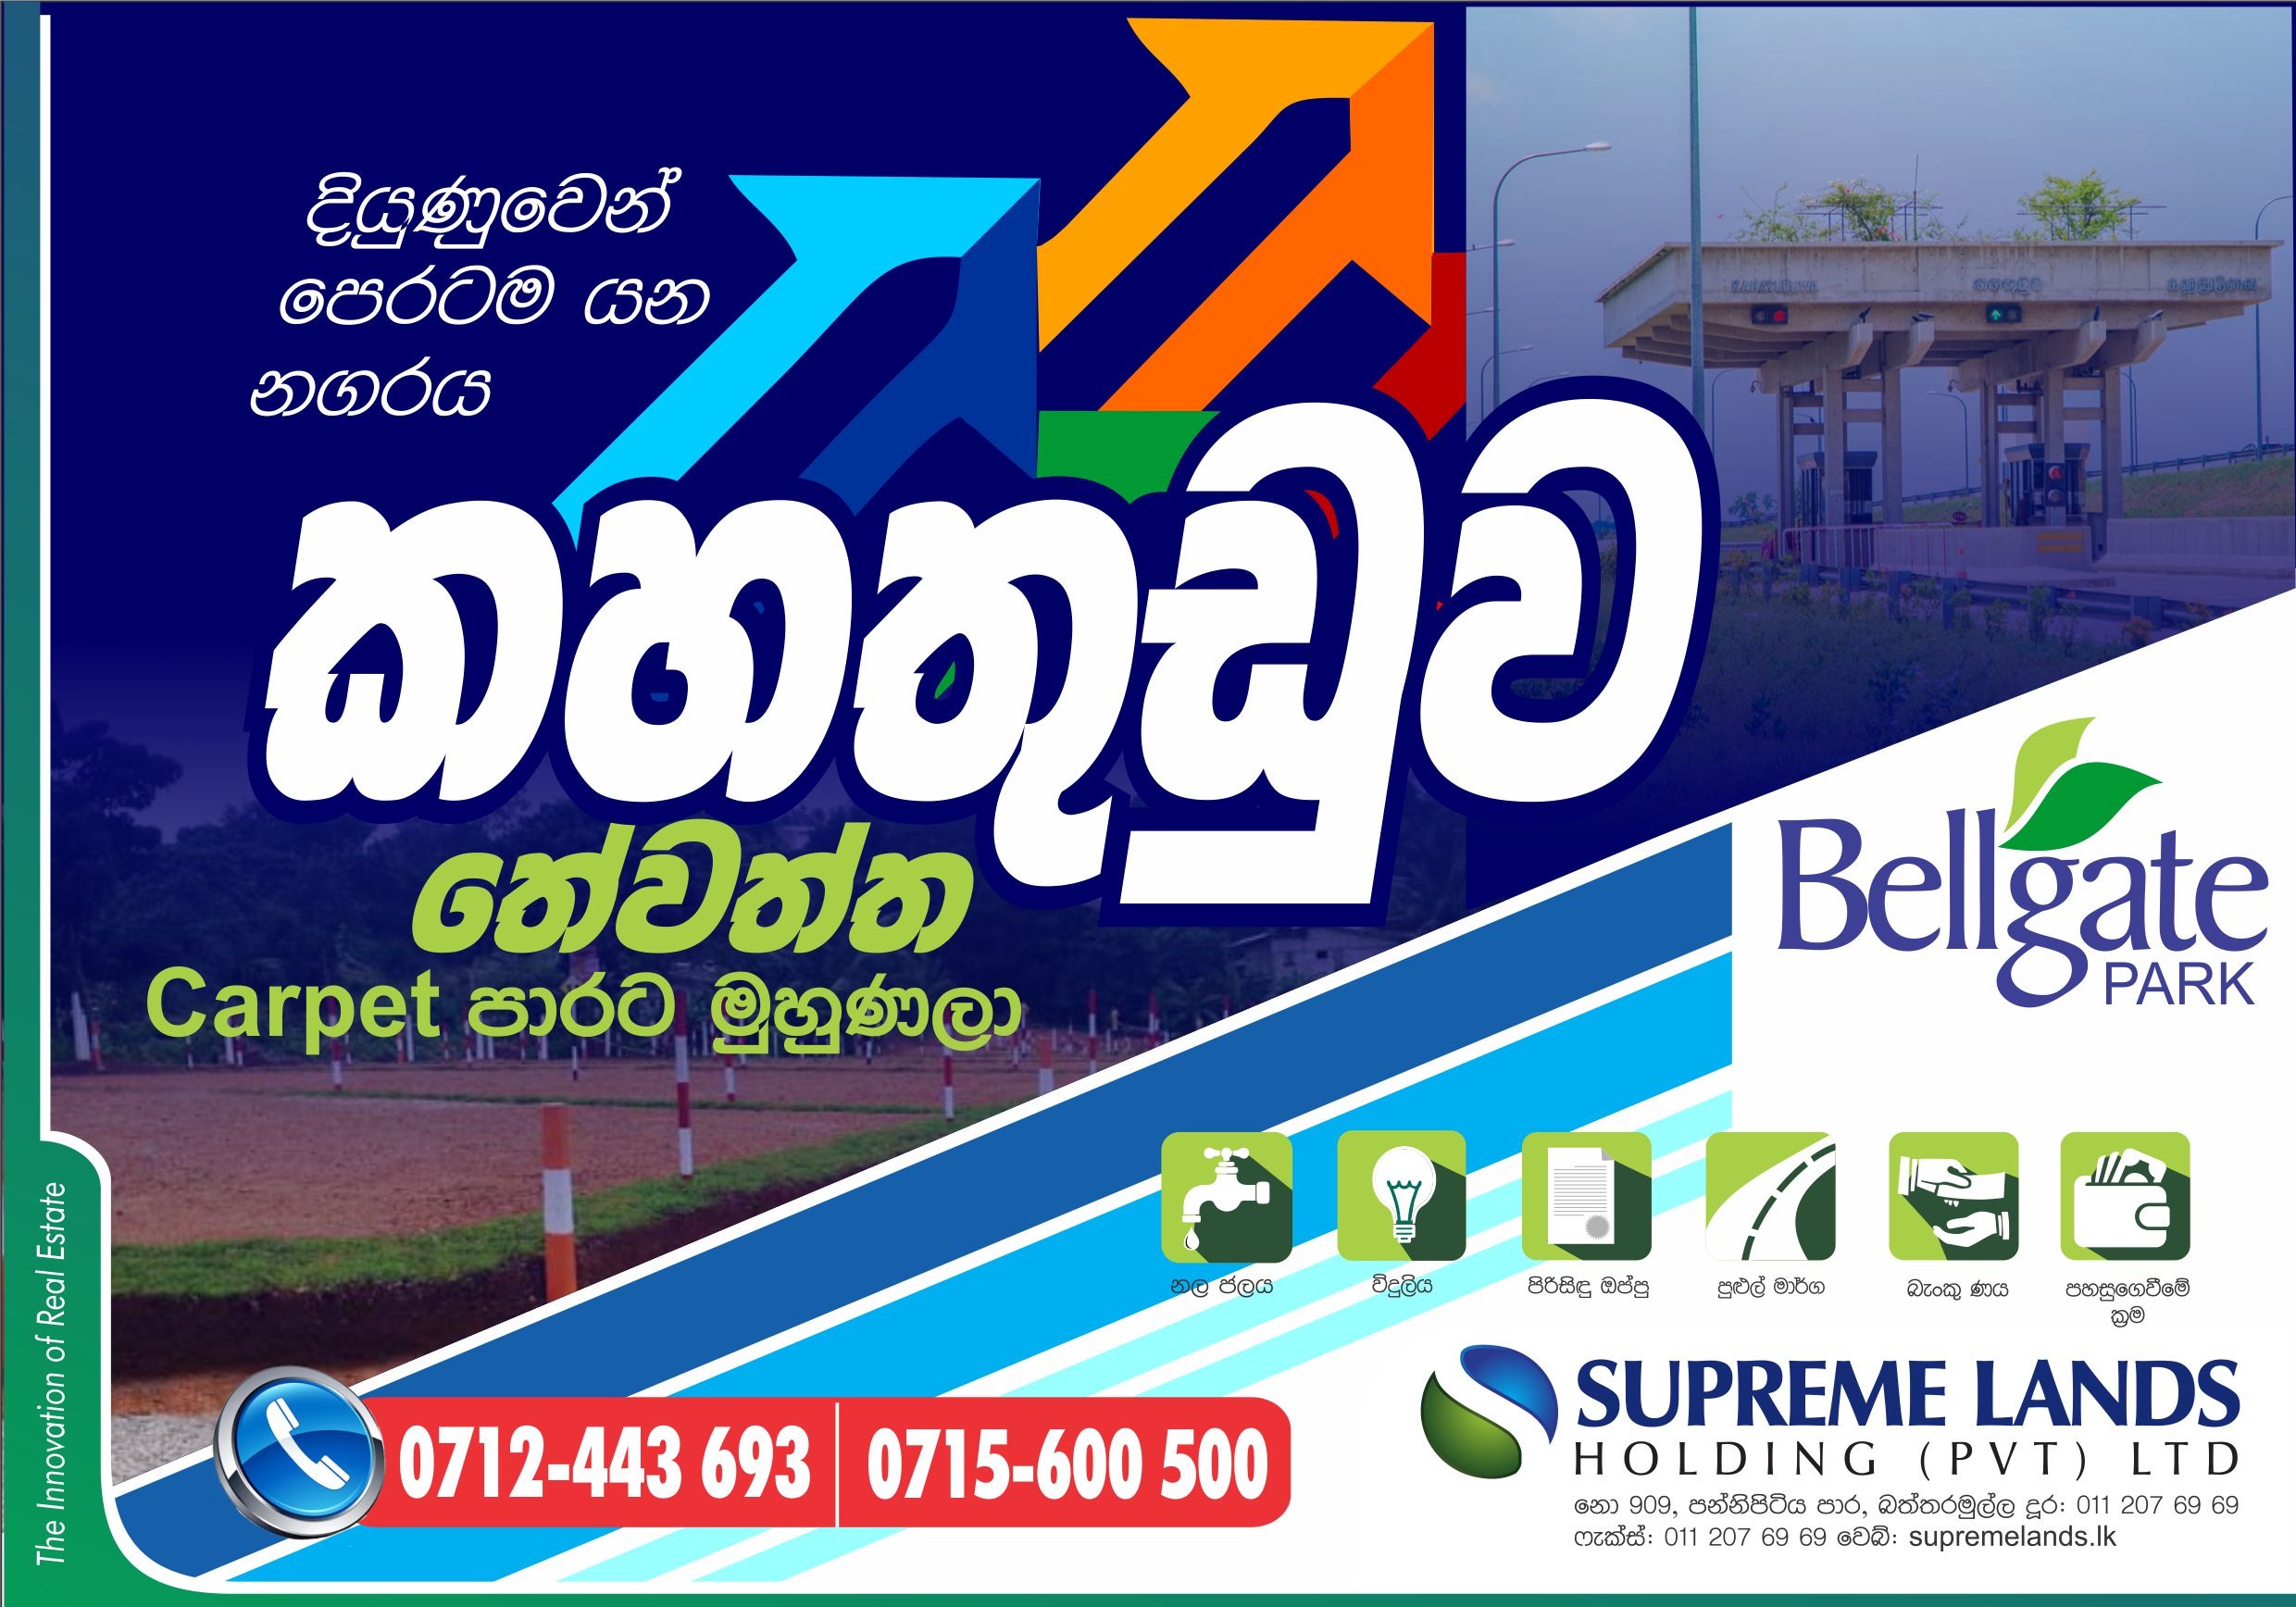 දියුණුවෙන්
පෙරටම යන
නගරය
කහතුඩුව
තේවත්ත
Carpet පාරට මුහුණලා
KAHATHUDUWA කහතුඩුව
Bellgate
PARK
නල ජලය
විදුලිය
පිරිසිඳු ඔප්පු
පුළුල් මාර්ග
බැංකු ණය
පහසුගෙවීමේ
ක්‍රම
The Innovation of Real Estate
0712-443 693 0715-600 500
SUPREME LANDS
HOLDING (PVT) LTD
නො 909, පන්නිපිටිය පාර, බත්තරමුල්ල දූර: 011 207 69 69
ෆැක්ස්: 011 207 69 69 වෙබ්: supremelands.lk